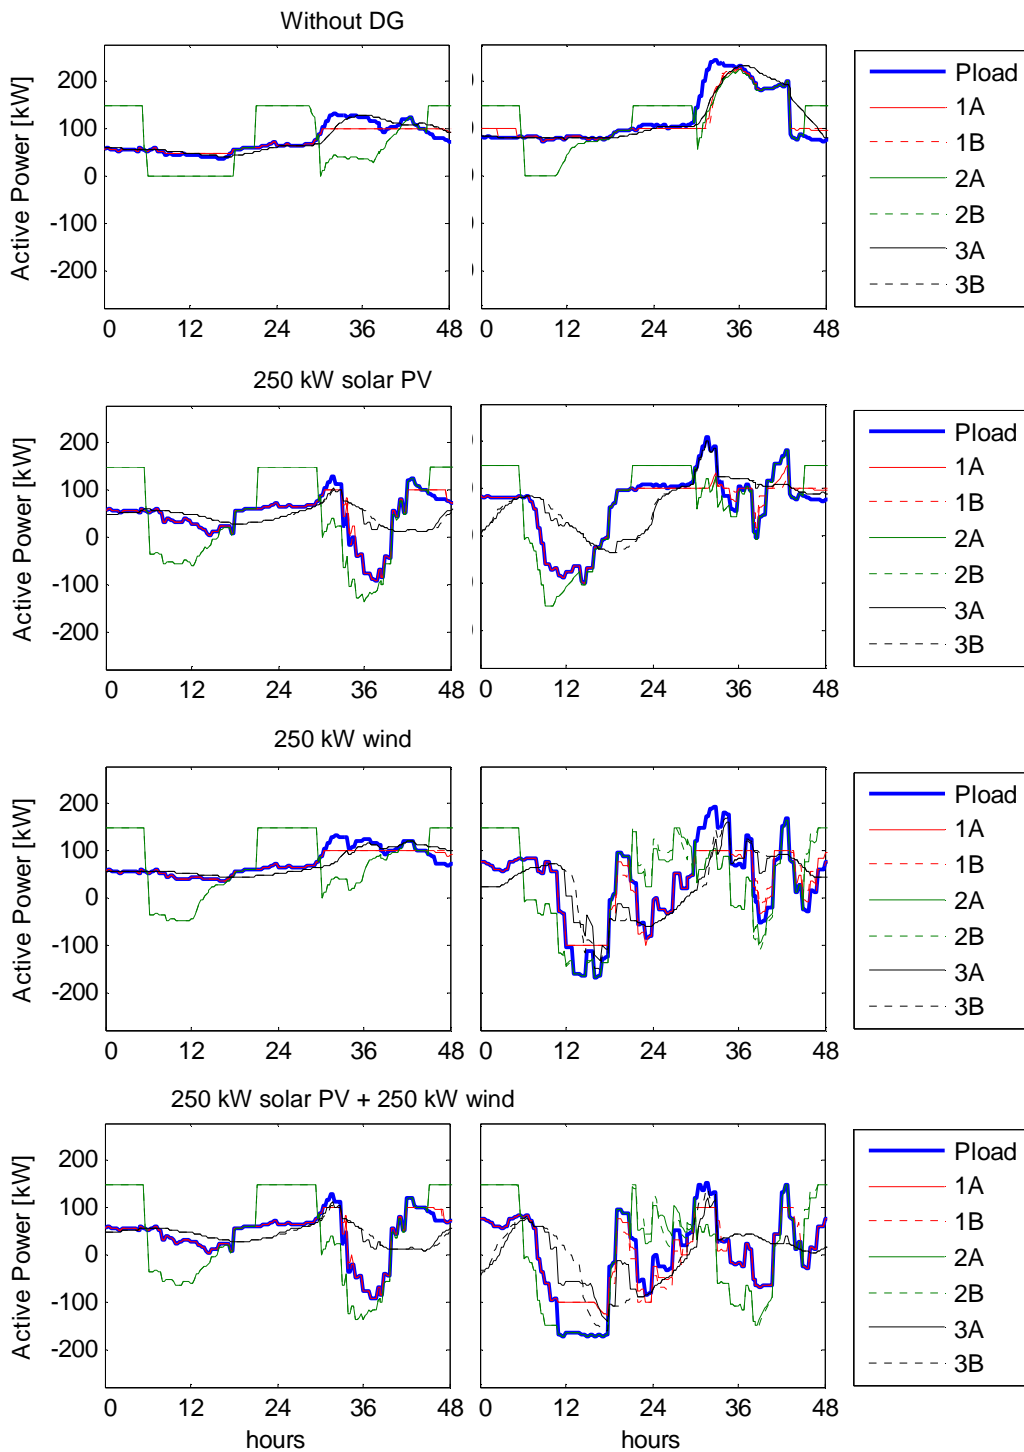 Without DG
Active Power [kW]
200
100
0
-100
-200
0 12 24 36 48
0 12 24 36 48
Pload
1A
1B
2A
2B
3A
3B
250 kW solar PV
Active Power [kW]
200
100
0
-100
-200
0 12 24 36 48
0 12 24 36 48
Pload
1A
1B
2A
2B
3A
3B
250 kW wind
Active Power [kW]
200
100
0
-100
-200
0 12 24 36 48
0 12 24 36 48
Pload
1A
1B
2A
2B
3A
3B
250 kW solar PV + 250 kW wind
Active Power [kW]
200
100
0
-100
-200
0 12 24 36 48
hours
0 12 24 36 48
hours
Pload
1A
1B
2A
2B
3A
3B